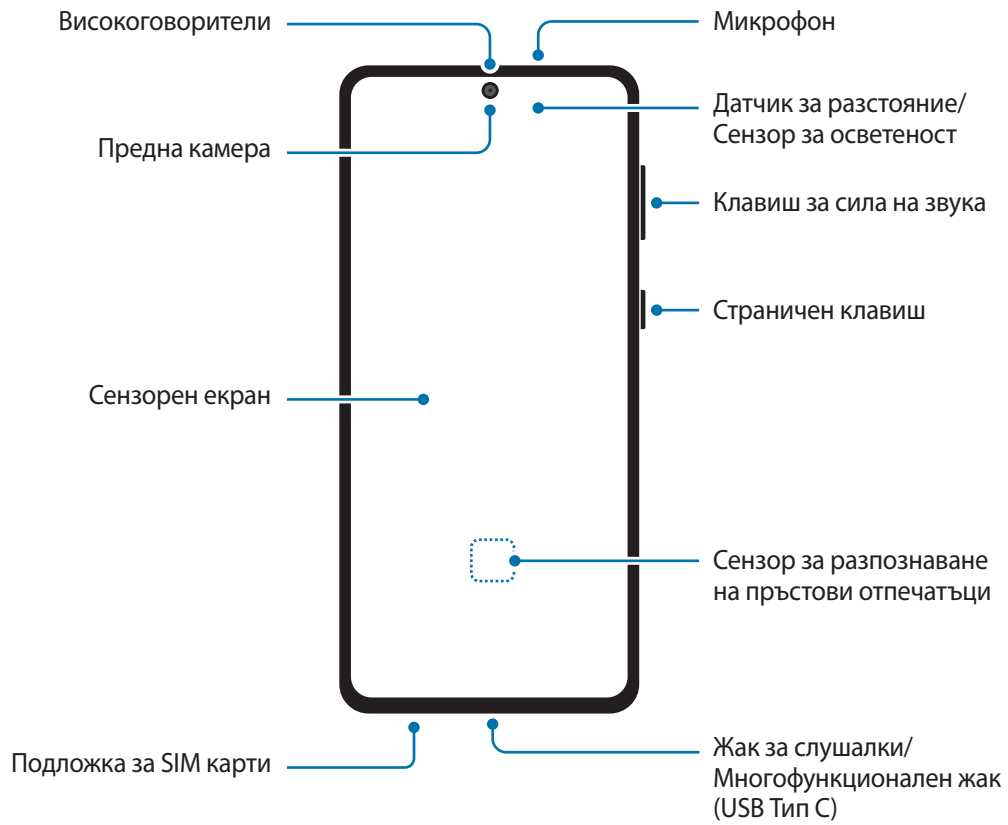 Високоговорители
Микрофон
Предна камера
Датчик за разстояние/
Сензор за осветеност
Клавиш за сила на звука
Страничен клавиш
Сензорен екран
Сензор за разпознаване
на пръстови отпечатъци
Подложка за SIM карти
Жак за слушалки/
Многофункционален жак
(USB Тип C)